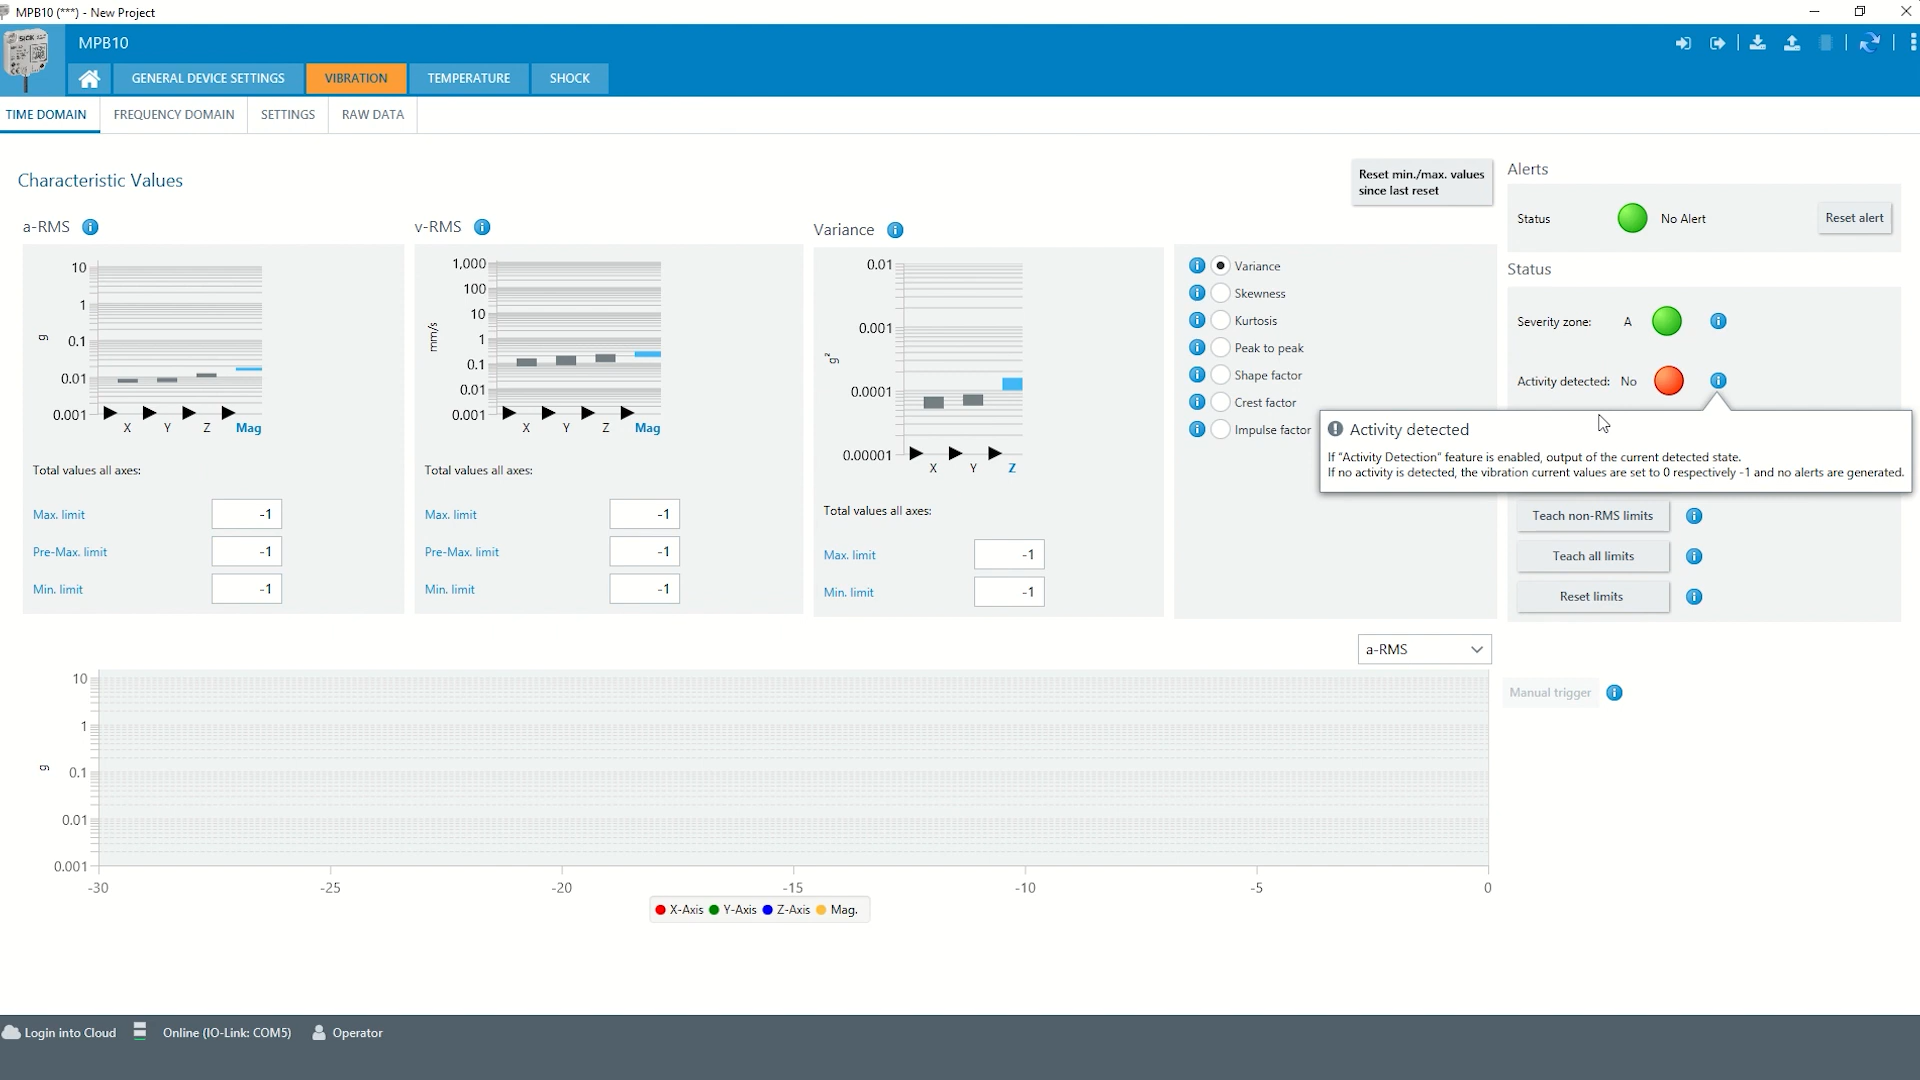 MPB10 (***) - New Project
SICK
MPB10
GENERAL DEVICE SETTINGS
VIBRATION
TEMPERATURE
SHOCK
TIME DOMAIN
FREQUENCY DOMAIN
SETTINGS
RAW DATA
Characteristic Values
Reset min./max. values
since last reset
a-RMS
10
1
0.1
0.01
0.001
g
X Y Z Mag
Total values all axes:
Max. limit -1
Pre-Max. limit -1
Min. limit -1
v-RMS
1,000
100
10
1
0.1
0.01
0.001
mm/s
X Y Z Mag
Total values all axes:
Max. limit -1
Pre-Max. limit -1
Min. limit -1
Variance
0.01
0.001
0.0001
0.00001
g²
X Y Z
Total values all axes:
Max. limit -1
Min. limit -1
Variance
Skewness
Kurtosis
Peak to peak
Shape factor
Crest factor
Impulse factor
Alerts
Status No Alert Reset alert
Status
Severity zone: A
Activity detected: No
Activity detected
If "Activity Detection" feature is enabled, output of the current detected state.
If no activity is detected, the vibration current values are set to 0 respectively -1 and no alerts are generated.
Teach non-RMS limits
Teach all limits
Reset limits
a-RMS
Manual trigger
10
1
0.1
0.01
0.001
g
-30 -25 -20 -15 -10 -5 0
X-Axis Y-Axis Z-Axis Mag.
Login into Cloud Online (IO-Link: COM5) Operator